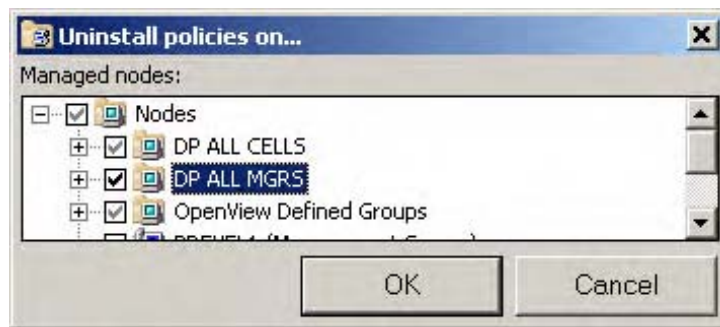 Uninstall policies on...
Managed nodes:
Nodes
DP ALL CELLS
DP ALL MGRS
OpenView Defined Groups
OK
Cancel